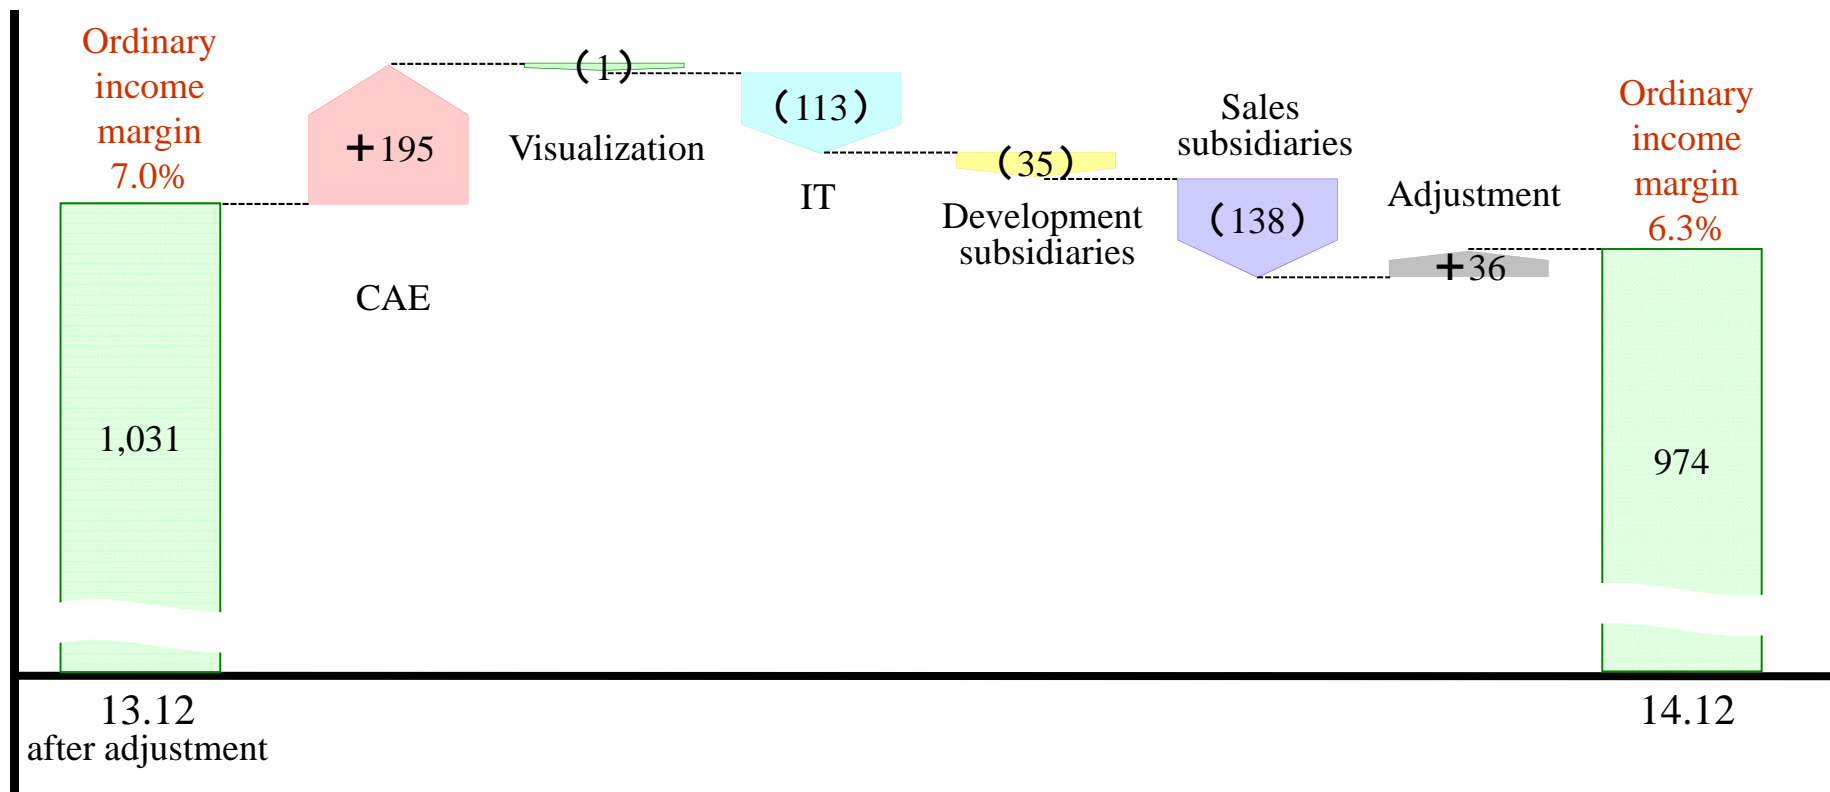 Ordinary
income
margin
7.0%
1,031
13.12
after adjustment
+195
CAE
(1)
Visualization
(113)
IT
(35)
Development
subsidiaries
Sales
subsidiaries
(138)
Adjustment
+36
Ordinary
income
margin
6.3%
974
14.12